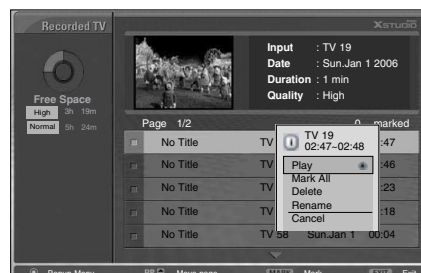 Recorded TV
XSTUDIO
Input : TV 19
Date : Sun.Jan 1 2006
Duration : 1 min
Quality : High
Free Space
High 3h 19m
Normal 5h 24m
Page 1/2 0 marked
No Title TV :47
No Title TV :46
No Title TV :23
No Title TV :18
No Title TV 58 Sun.Jan 1 00:04
TV 19
02:47~02:48
Play
Mark All
Delete
Rename
Cancel
Popup Menu Move page Mark Exit